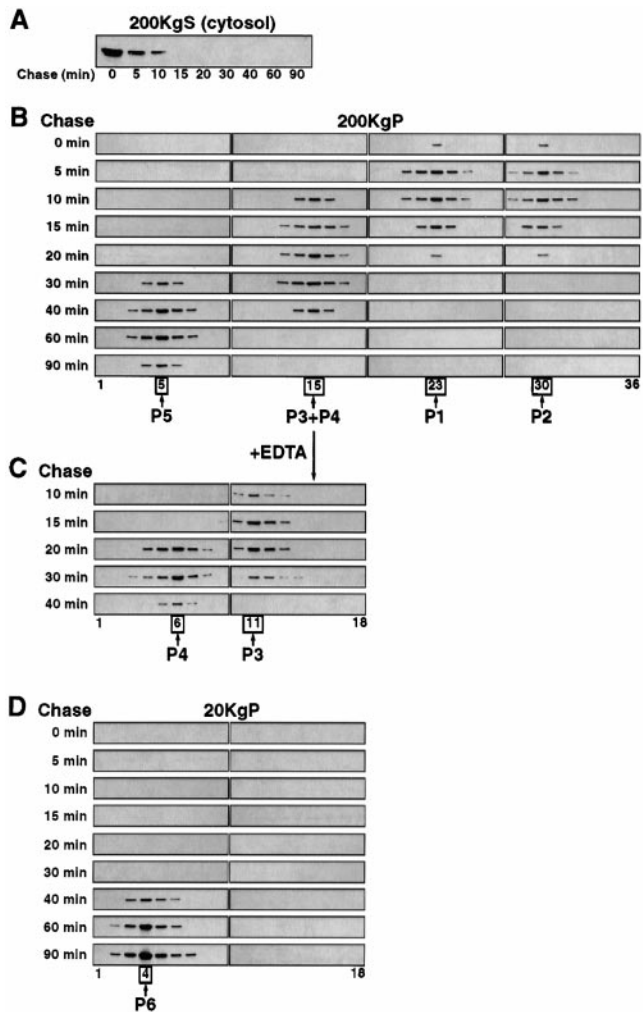 A
200KgS (cytosol)
Chase (min) 0 5 10 15 20 30 40 60 90
B Chase 200KgP
0 min
5 min
10 min
15 min
20 min
30 min
40 min
60 min
90 min
1 5 15 23 30 36
P5 P3+P4 P1 P2
+EDTA
C Chase
10 min
15 min
20 min
30 min
40 min
1 6 11 18
P4 P3
D Chase 20KgP
0 min
5 min
10 min
15 min
20 min
30 min
40 min
60 min
90 min
1 4 18
P6